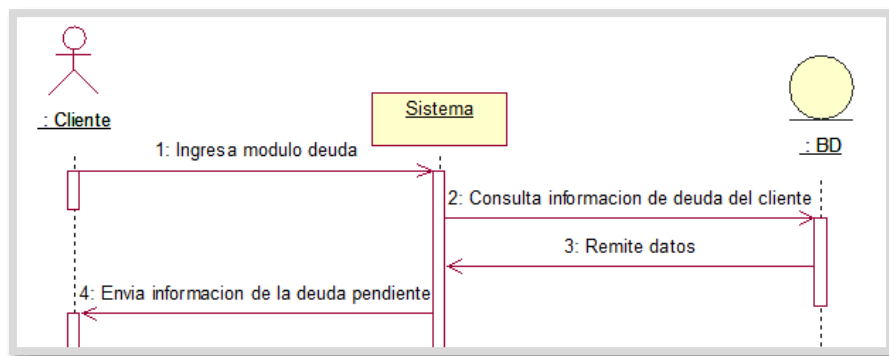 : Cliente
Sistema
: BD
1: Ingresa modulo deuda
2: Consulta informacion de deuda del cliente
3: Remite datos
4: Envia informacion de la deuda pendiente